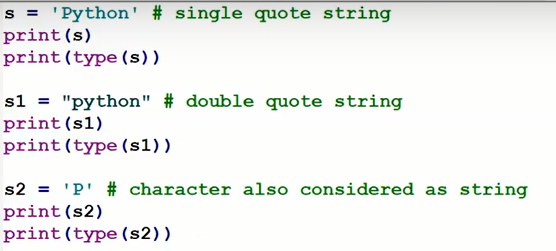 s = 'Python' # single quote string
print(s)
print(type(s))
s1 = "python" # double quote string
print(s1)
print(type(s1))
s2 = 'P' # character also considered as string
print(s2)
print(type(s2))